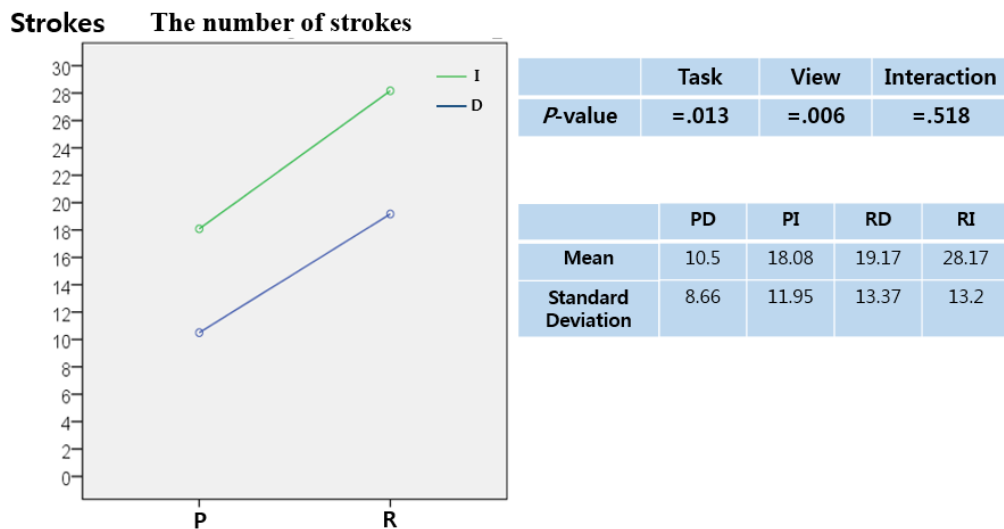 Strokes The number of strokes
30
28
26
24
22
20
18
16
14
12
10
8
6
4
2
0
I
D
P R
Task View Interaction
P-value =.013 =.006 =.518
PD PI RD RI
Mean 10.5 18.08 19.17 28.17
Standard
Deviation 8.66 11.95 13.37 13.2